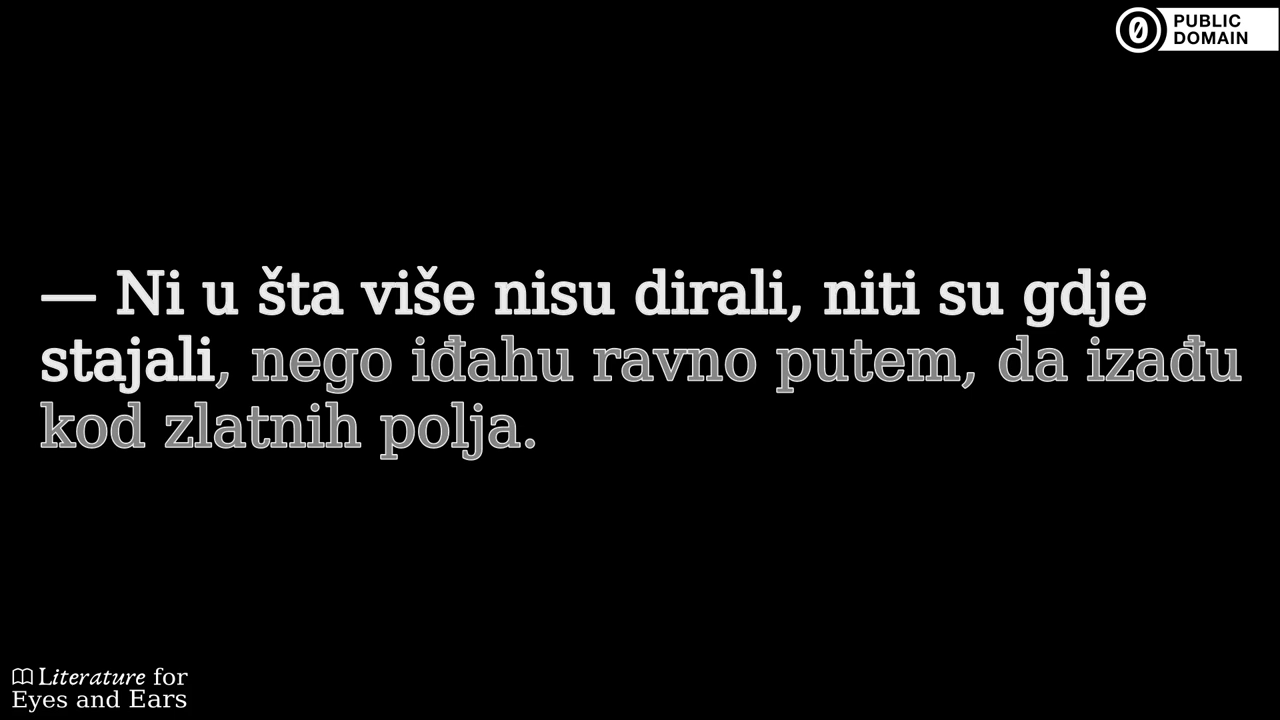 PUBLIC
DOMAIN
— Ni u šta više nisu dirali, niti su gdje
stajali, nego iđahu ravno putem, da izađu
kod zlatnih polja.
Literature for
Eyes and Ears